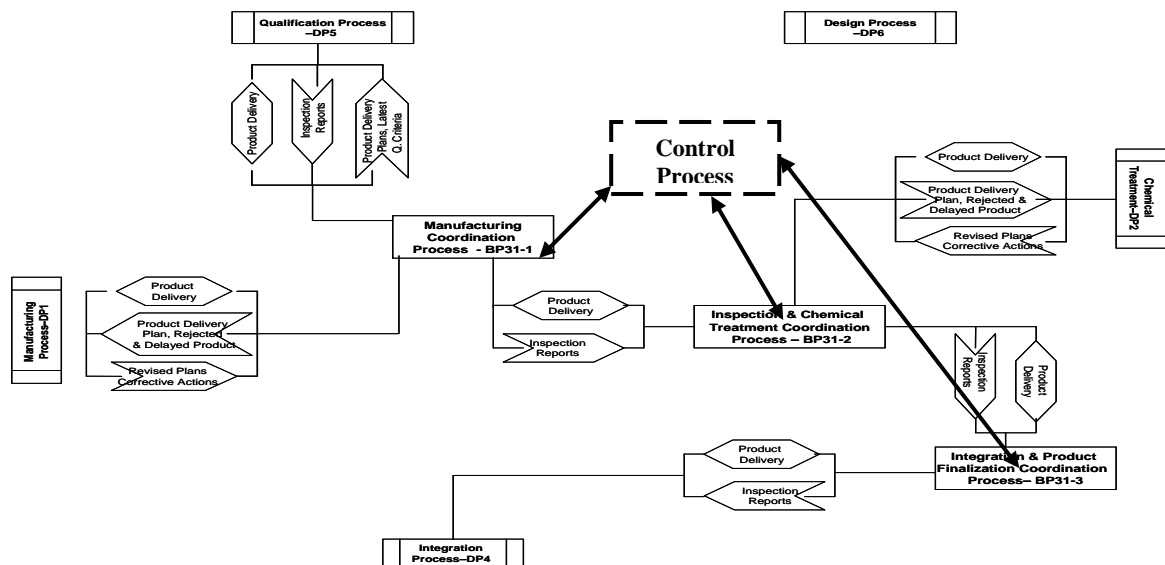 Qualification Process
–DP5
Design Process
–DP6
Product Delivery
Inspection
Reports
Product Delivery
Plans, Latest
Q. Criteria
Control
Process
Product Delivery
Product Delivery
Plan, Rejected &
Delayed Product
Revised Plans
Corrective Actions
Chemical
Treatment–DP2
Manufacturing
Coordination
Process - BP31-1
Manufacturing
Process–DP1
Product
Delivery
Product Delivery
Plan, Rejected
& Delayed Product
Revised Plans
Corrective Actions
Product
Delivery
Inspection
Reports
Inspection & Chemical
Treatment Coordination
Process – BP31-2
Inspection
Reports
Product
Delivery
Integration & Product
Finalization Coordination
Process– BP31-3
Product
Delivery
Inspection
Reports
Integration
Process–DP4